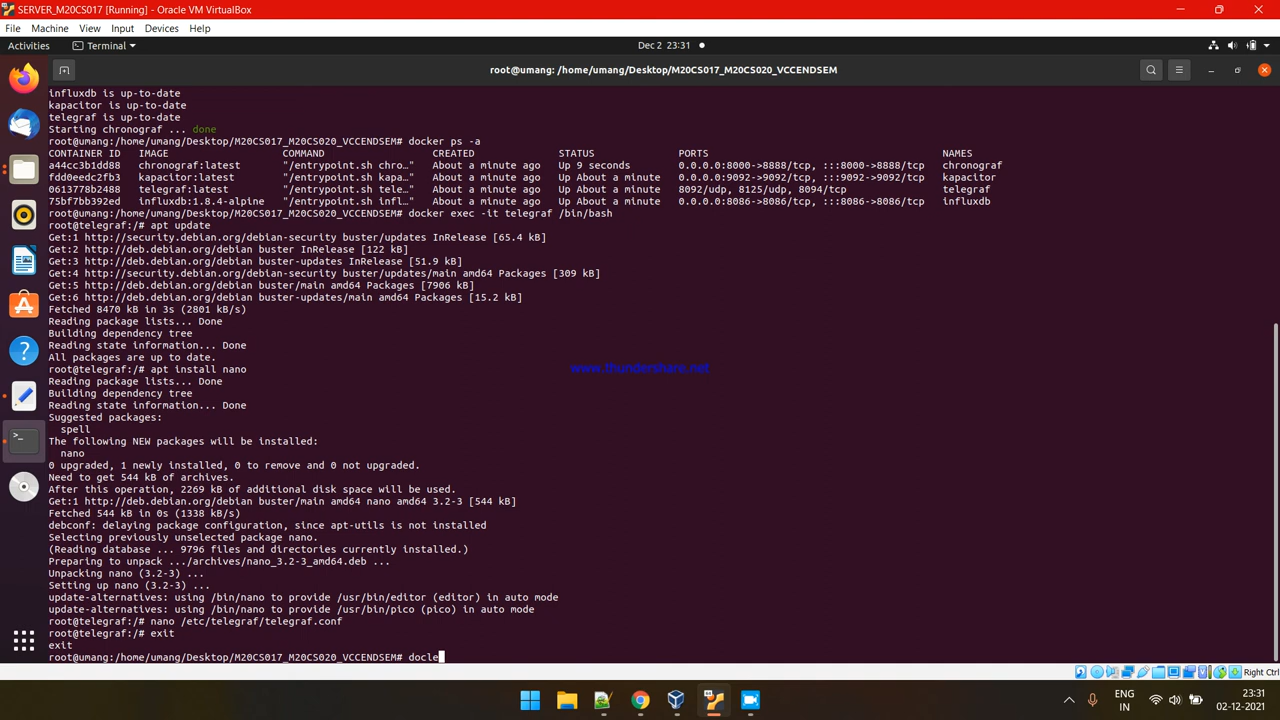 SERVER_M20CS017 [Running] - Oracle VM VirtualBox
File Machine View Input Devices Help
Activities Terminal Dec 2 23:31
root@umang: /home/umang/Desktop/M20CS017_M20CS020_VCCENDSEM
influxdb is up-to-date
kapacitor is up-to-date
telegraf is up-to-date
Starting chronograf ... done
root@umang:/home/umang/Desktop/M20CS017_M20CS020_VCCENDSEM# docker ps -a
CONTAINER ID IMAGE COMMAND CREATED STATUS PORTS NAMES
a44cc3b1dd88 chronograf:latest "/entrypoint.sh chro…" About a minute ago Up 9 seconds 0.0.0.0:8000->8888/tcp, :::8000->8888/tcp chronograf
fdd0eedc2fb3 kapacitor:latest "/entrypoint.sh kapa…" About a minute ago Up About a minute 0.0.0.0:9092->9092/tcp, :::9092->9092/tcp kapacitor
0613778b2488 telegraf:latest "/entrypoint.sh tele…" About a minute ago Up About a minute 8092/udp, 8125/udp, 8094/tcp telegraf
75bf7bb392ed influxdb:1.8.4-alpine "/entrypoint.sh infl…" About a minute ago Up About a minute 0.0.0.0:8086->8086/tcp, :::8086->8086/tcp influxdb
root@umang:/home/umang/Desktop/M20CS017_M20CS020_VCCENDSEM# docker exec -it telegraf /bin/bash
root@telegraf:/# apt update
Get:1 http://security.debian.org/debian-security buster/updates InRelease [65.4 kB]
Get:2 http://deb.debian.org/debian buster InRelease [122 kB]
Get:3 http://deb.debian.org/debian buster-updates InRelease [51.9 kB]
Get:4 http://security.debian.org/debian-security buster/updates/main amd64 Packages [309 kB]
Get:5 http://deb.debian.org/debian buster/main amd64 Packages [7906 kB]
Get:6 http://deb.debian.org/debian buster-updates/main amd64 Packages [15.2 kB]
Fetched 8470 kB in 3s (2801 kB/s)
Reading package lists... Done
Building dependency tree
Reading state information... Done
All packages are up to date.
root@telegraf:/# apt install nano
www.thundershare.net
Reading package lists... Done
Building dependency tree
Reading state information... Done
Suggested packages:
spell
The following NEW packages will be installed:
nano
0 upgraded, 1 newly installed, 0 to remove and 0 not upgraded.
Need to get 544 kB of archives.
After this operation, 2269 kB of additional disk space will be used.
Get:1 http://deb.debian.org/debian buster/main amd64 nano amd64 3.2-3 [544 kB]
Fetched 544 kB in 0s (1338 kB/s)
debconf: delaying package configuration, since apt-utils is not installed
Selecting previously unselected package nano.
(Reading database ... 9796 files and directories currently installed.)
Preparing to unpack .../archives/nano_3.2-3_amd64.deb ...
Unpacking nano (3.2-3) ...
Setting up nano (3.2-3) ...
update-alternatives: using /bin/nano to provide /usr/bin/editor (editor) in auto mode
update-alternatives: using /bin/nano to provide /usr/bin/pico (pico) in auto mode
root@telegraf:/# nano /etc/telegraf/telegraf.conf
root@telegraf:/# exit
exit
root@umang:/home/umang/Desktop/M20CS017_M20CS020_VCCENDSEM# docle
Right Ctrl
ENG 23:31
IN 02-12-2021